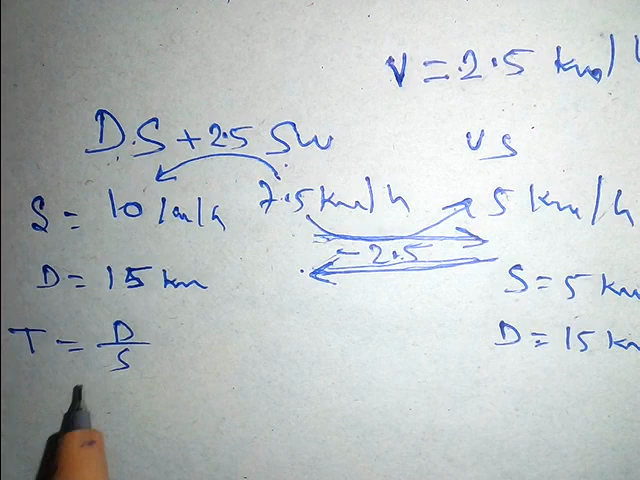 V = 2.5 km/
D.S + 2.5 SW US
S = 10 km/h 7.5 km/h 5 km/h
- 2.5
D = 15 km S = 5 km
T = D/S D = 15 km